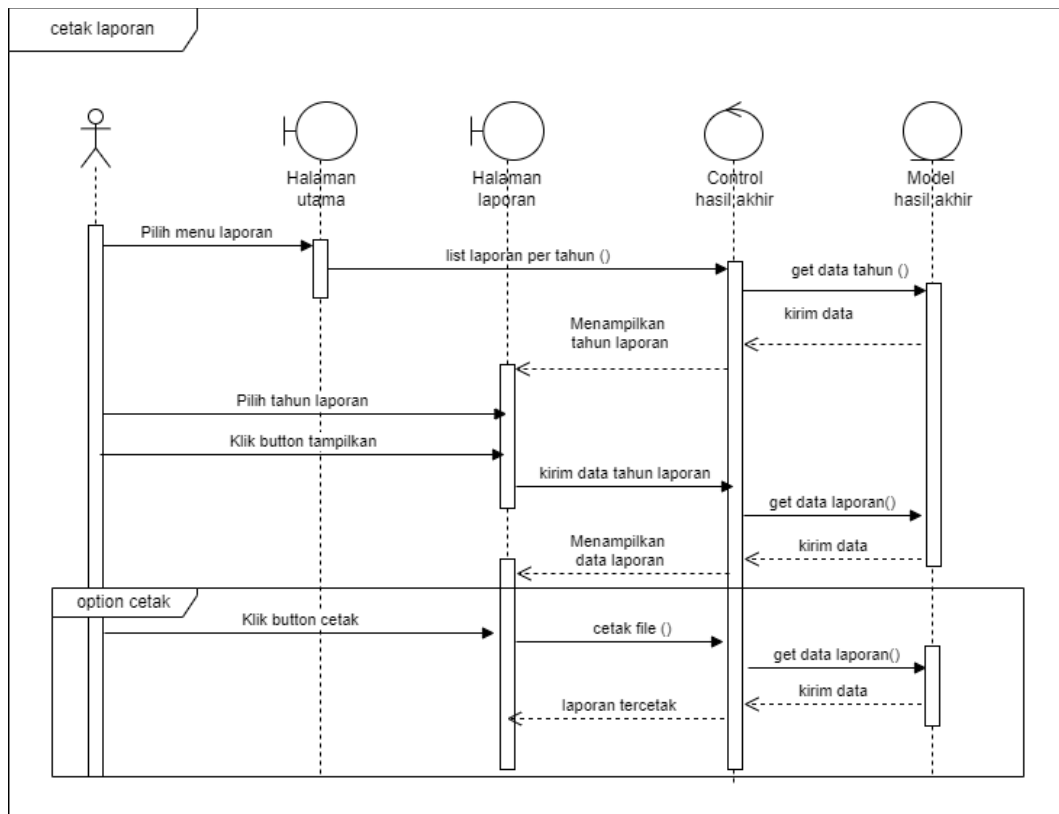 cetak laporan
Halaman
utama
Halaman
laporan
Control
hasil akhir
Model
hasil akhir
Pilih menu laporan
list laporan per tahun ()
get data tahun ()
kirim data
Menampilkan
tahun laporan
Pilih tahun laporan
Klik button tampilkan
kirim data tahun laporan
get data laporan()
kirim data
Menampilkan
data laporan
option cetak
Klik button cetak
cetak file ()
get data laporan()
kirim data
laporan tercetak